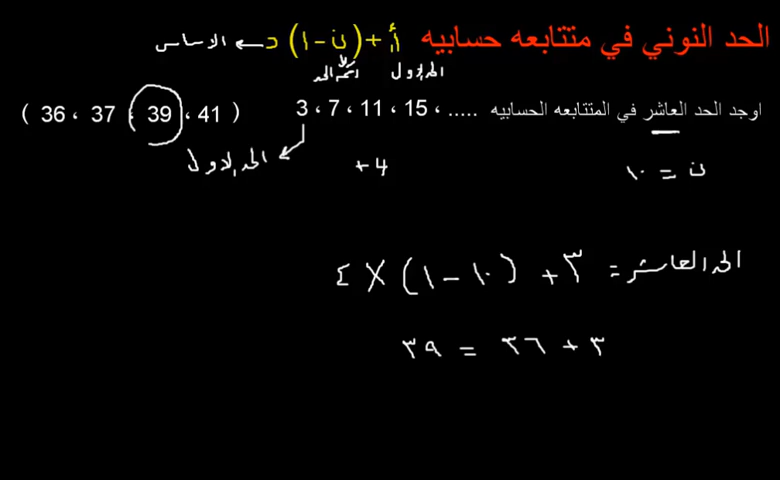 الحد النوني في متتابعه حسابيه أ + (ن - ١) د ← الاساس
الحد الاول رقم الحد
اوجد الحد العاشر في المتتابعه الحسابيه ..... ، 15 ، 11 ، 7 ، 3 ( 36 ، 37 ، 39 ، 41 )
ن = ١٠ +4 الحد الاول
الحد العاشر = ٣ + (١٠ - ١) × ٤
٣ + ٣٦ = ٣٩